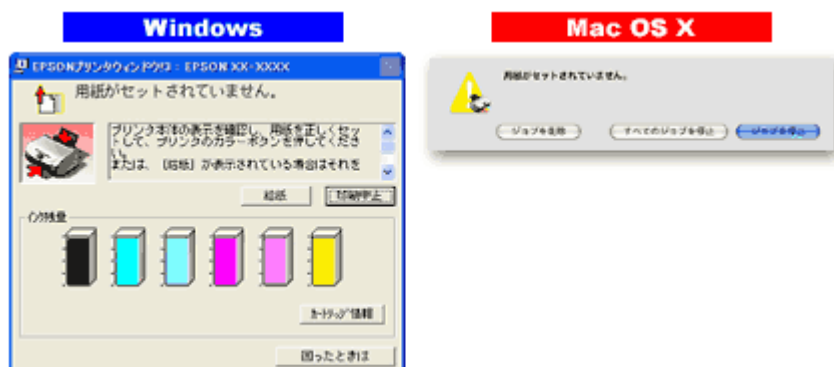 Windows
Mac OS X
EPSONプリンタウィンドウ!3 : EPSON XX-XXXX
用紙がセットされていません。
プリンタ本体の表示を確認し、用紙を正しくセッ
トして、プリンタのカラーボタンを押してくださ
い。
または、［給紙］が表示されている場合はそれを
給紙
印刷中止
インク残量
カートリッジ情報
困ったときは
用紙がセットされていません。
ジョブを削除
すべてのジョブを停止
ジョブを停止